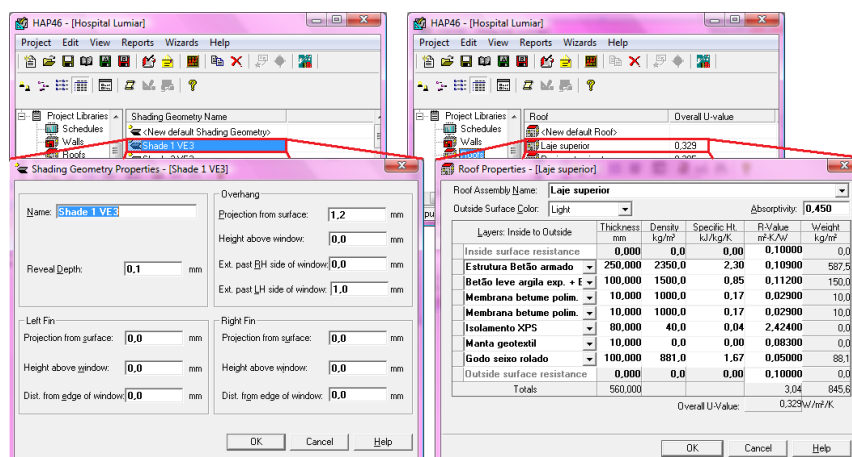 HAP46 - [Hospital Lumiar]
Project Edit View Reports Wizards Help
Project Libraries
Schedules
Walls
Roofs
Shading Geometry Name
<New default Shading Geometry>
Shade 1 VE3
Shading Geometry Properties - [Shade 1 VE3]
Name: Shade 1 VE3
Reveal Depth: 0,1 mm
Overhang
Projection from surface: 1,2 mm
Height above window: 0,0 mm
Ext. past RH side of window: 0,0 mm
Ext. past LH side of window: 1,0 mm
Left Fin
Projection from surface: 0,0 mm
Height above window: 0,0 mm
Dist. from edge of window: 0,0 mm
Right Fin
Projection from surface: 0,0 mm
Height above window: 0,0 mm
Dist. from edge of window: 0,0 mm
OK Cancel Help
HAP46 - [Hospital Lumiar]
Project Edit View Reports Wizards Help
Project Libraries
Schedules
Walls
Roof Overall U-value
<New default Roof>
Laje superior 0,329
Roof Properties - [Laje superior]
Roof Assembly Name: Laje superior
Outside Surface Color: Light Absorptivity: 0,450
Layers: Inside to Outside Thickness mm Density kg/m³ Specific Ht. kJ/kg/K R-Value m²-K/W Weight kg/m²
Inside surface resistance 0,000 0,0 0,00 0,10000 0,0
Estrutura Betão armado 250,000 2350,0 2,30 0,10900 587,5
Betão leve argila exp. + E 100,000 1500,0 0,85 0,11200 150,0
Membrana betume polim. 10,000 1000,0 0,17 0,02900 10,0
Membrana betume polim. 10,000 1000,0 0,17 0,02900 10,0
Isolamento XPS 80,000 40,0 0,04 2,42400 0,0
Manta geotextil 10,000 0,0 0,00 0,08300 0,0
Godo seixo rolado 100,000 881,0 1,67 0,05000 88,1
Outside surface resistance 0,000 0,0 0,00 0,10000 0,0
Totals 560,000 3,04 845,6
Overall U-Value: 0,329 W/m²/K
OK Cancel Help